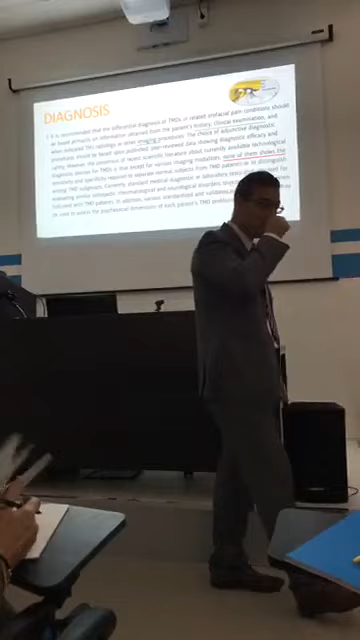 DIAGNOSIS
It is recommended that the differential diagnosis of TMDs or related orofacial pain conditions should
be based primarily on information obtained from the patient's history, clinical examination, and
when indicated TMJ radiology or other imaging procedures. The choice of adjunctive diagnostic
procedures should be based upon published, peer-reviewed data showing diagnostic efficacy and
safety. However, the consensus of recent scientific literature about currently available technological
diagnostic devices for TMDs is that except for various imaging modalities, none of them shows the
sensitivity and specificity required to separate normal subjects from TMD patients or to distinguish
among TMD subgroups. Currently, standard medical diagnostic or laboratory tests used for
evaluating similar orthopedic, rheumatological and neurological disorders
indicated with TMD patients. In addition, various standardized and validated
be used to assess the psychosocial dimensions of each patient's TMD problem